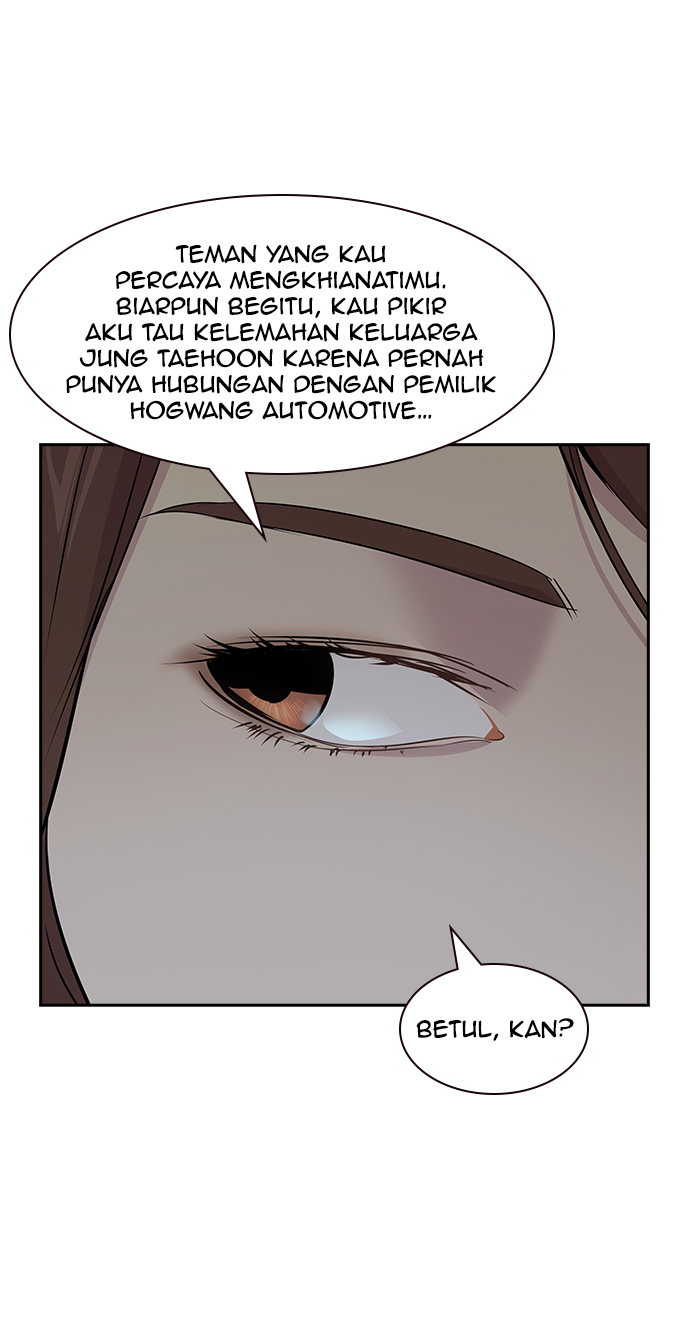 TEMAN YANG KAU
PERCAYA MENGKHIANATIMU.
BIARPUN BEGITU, KAU PIKIR
AKU TAU KELEMAHAN KELUARGA
JUNG TAEHOON KARENA PERNAH
PUNYA HUBUNGAN DENGAN PEMILIK
HOGWANG AUTOMOTIVE...
BETUL, KAN?